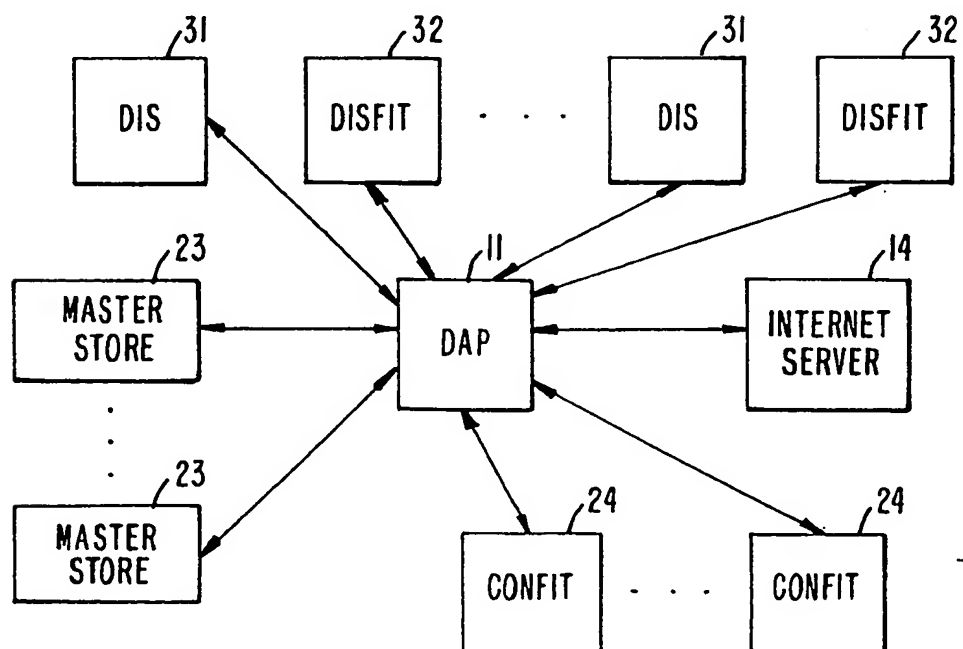 31
32
31
32
DIS
DISFIT
DIS
DISFIT
23
11
14
MASTER
STORE
DAP
INTERNET
SERVER
23
24
24
MASTER
STORE
CONFIT
CONFIT